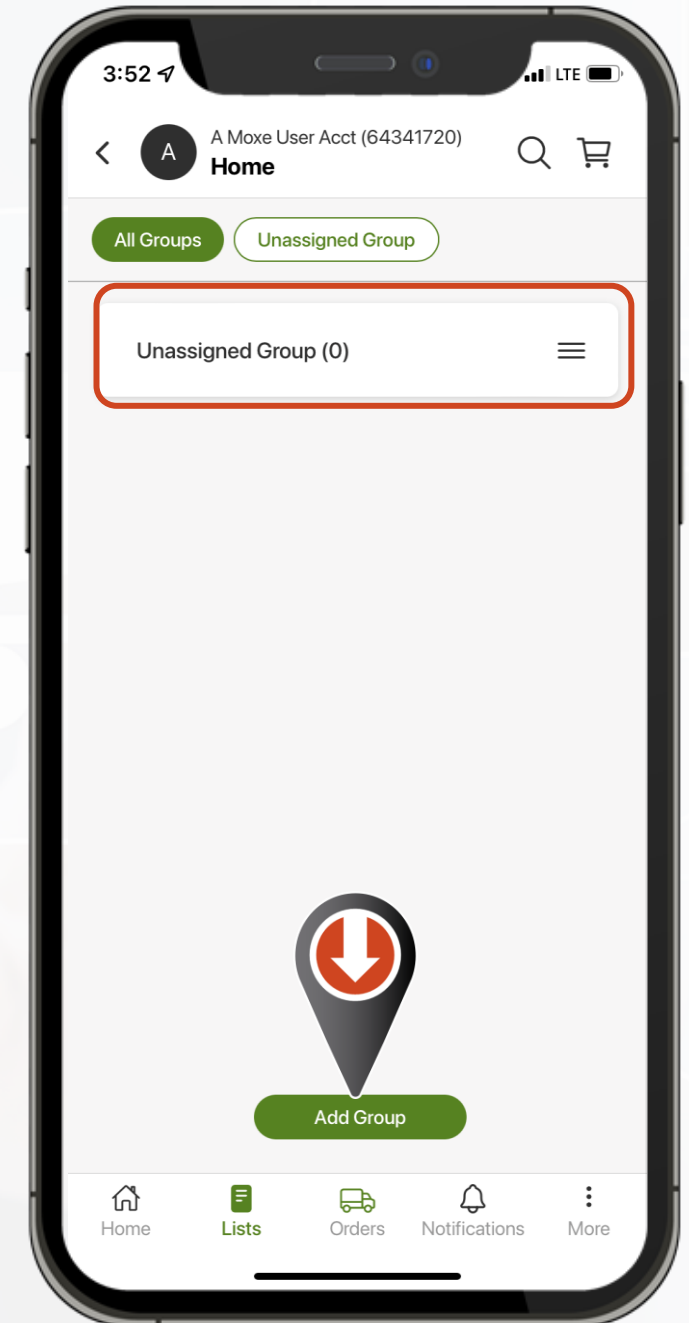 3:52
LTE
A
A Moxe User Acct (64341720)
Home
All Groups
Unassigned Group
Unassigned Group (0)
Add Group
Home
Lists
Orders
Notifications
More